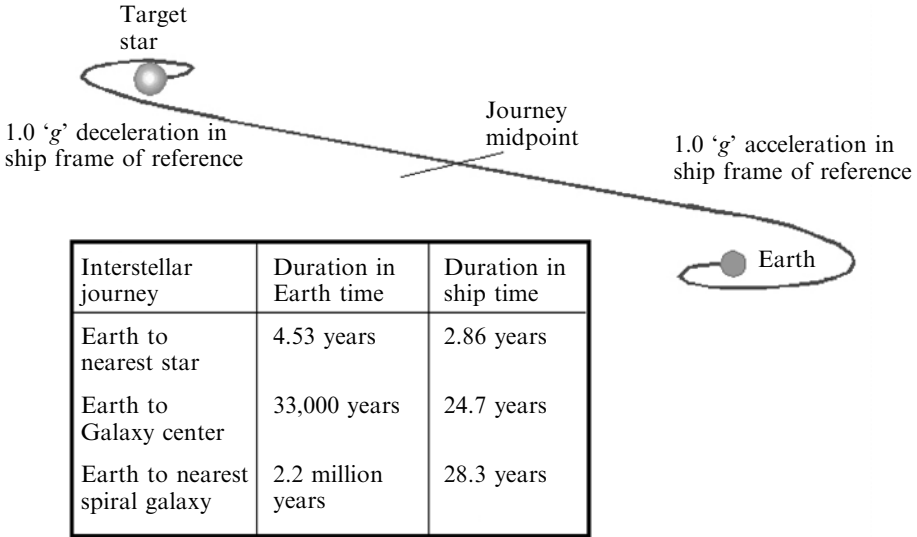 Target
star
1.0 ‘g’ deceleration in
ship frame of reference
Journey
midpoint
1.0 ‘g’ acceleration in
ship frame of reference
Earth
Interstellar
journey
Duration in
Earth time
Duration in
ship time
Earth to
nearest star
4.53 years
2.86 years
Earth to
Galaxy center
33,000 years
24.7 years
Earth to nearest
spiral galaxy
2.2 million
years
28.3 years